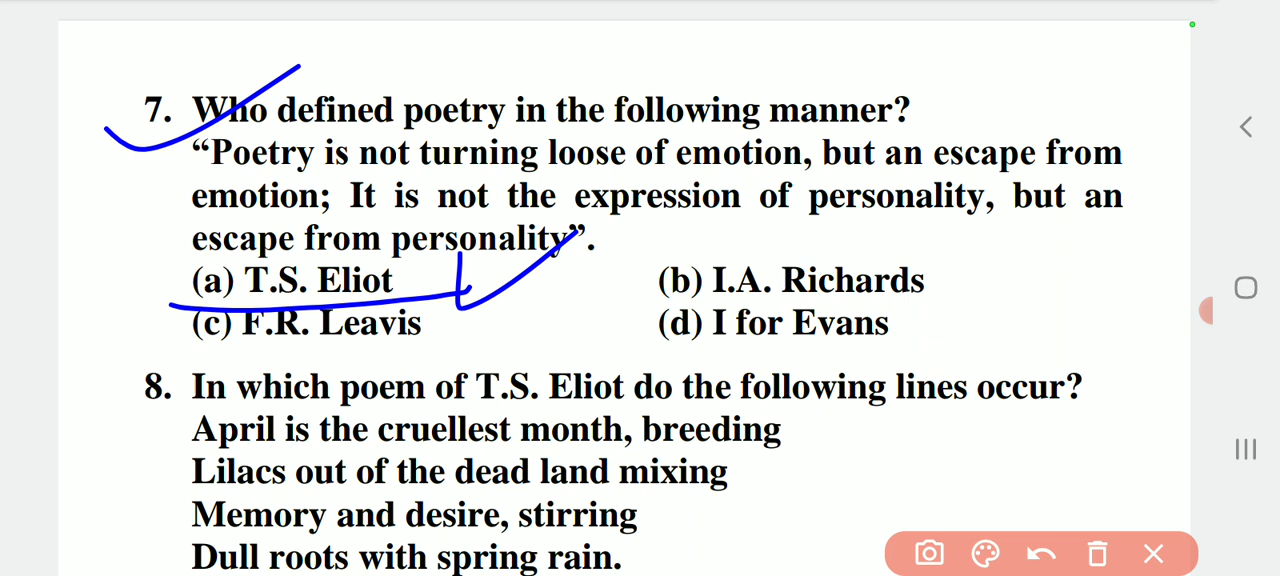 7. Who defined poetry in the following manner?
“Poetry is not turning loose of emotion, but an escape from
emotion; It is not the expression of personality, but an
escape from personality”.
(a) T.S. Eliot (b) I.A. Richards
(c) F.R. Leavis (d) I for Evans
8. In which poem of T.S. Eliot do the following lines occur?
April is the cruellest month, breeding
Lilacs out of the dead land mixing
Memory and desire, stirring
Dull roots with spring rain.